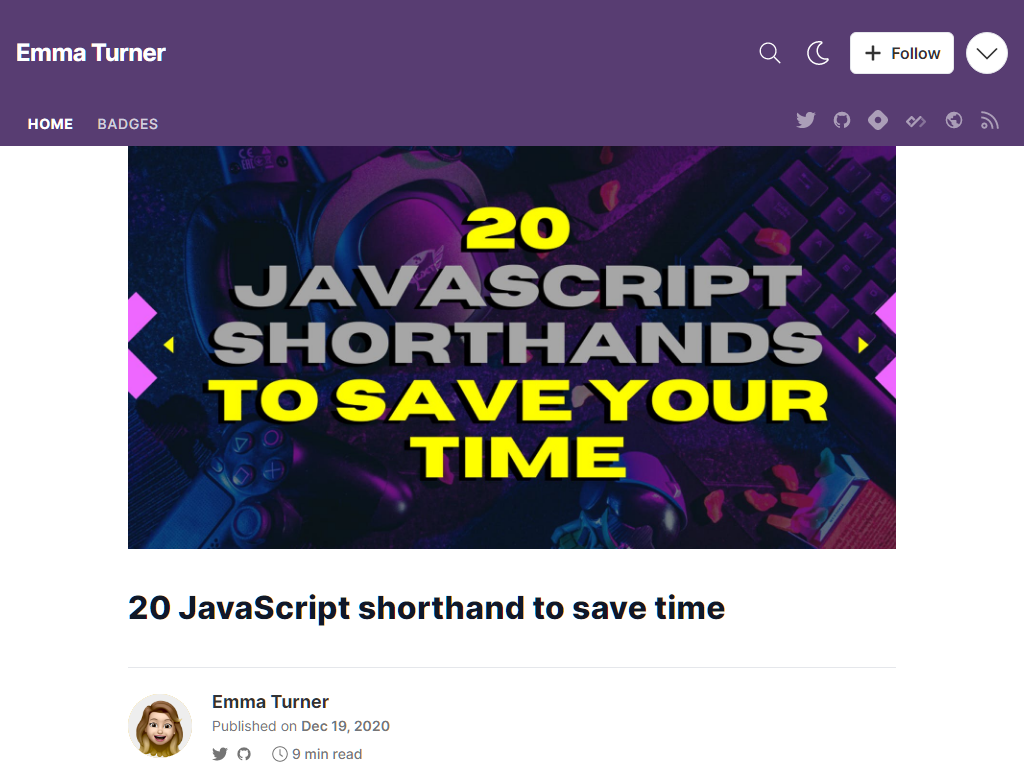 Emma Turner
Follow
HOME
BADGES
20
JAVASCRIPT
SHORTHANDS
TO SAVE YOUR
TIME
20 JavaScript shorthand to save time
Emma Turner
Published on Dec 19, 2020
9 min read